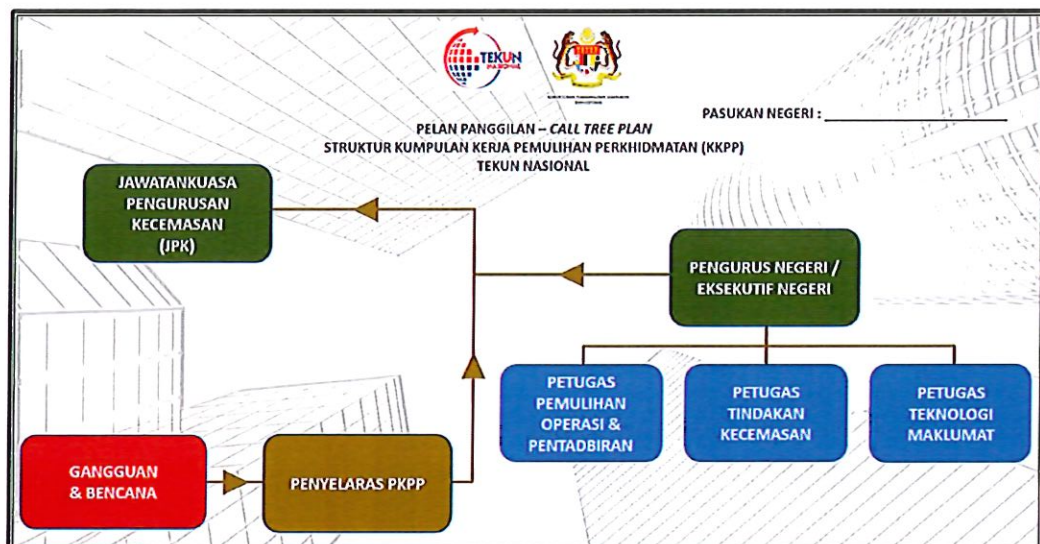 TEKUN
NASIONAL
PASUKAN NEGERI :
PELAN PANGGILAN – CALL TREE PLAN
STRUKTUR KUMPULAN KERJA PEMULIHAN PERKHIDMATAN (KKPP)
TEKUN NASIONAL
JAWATANKUASA
PENGURUSAN
KECEMASAN
(JPK)
PENGURUS NEGERI /
EKSEKUTIF NEGERI
PETUGAS
PEMULIHAN
OPERASI &
PENTADBIRAN
PETUGAS
TINDAKAN
KECEMASAN
PETUGAS
TEKNOLOGI
MAKLUMAT
GANGGUAN
& BENCANA
PENYELARAS PKPP